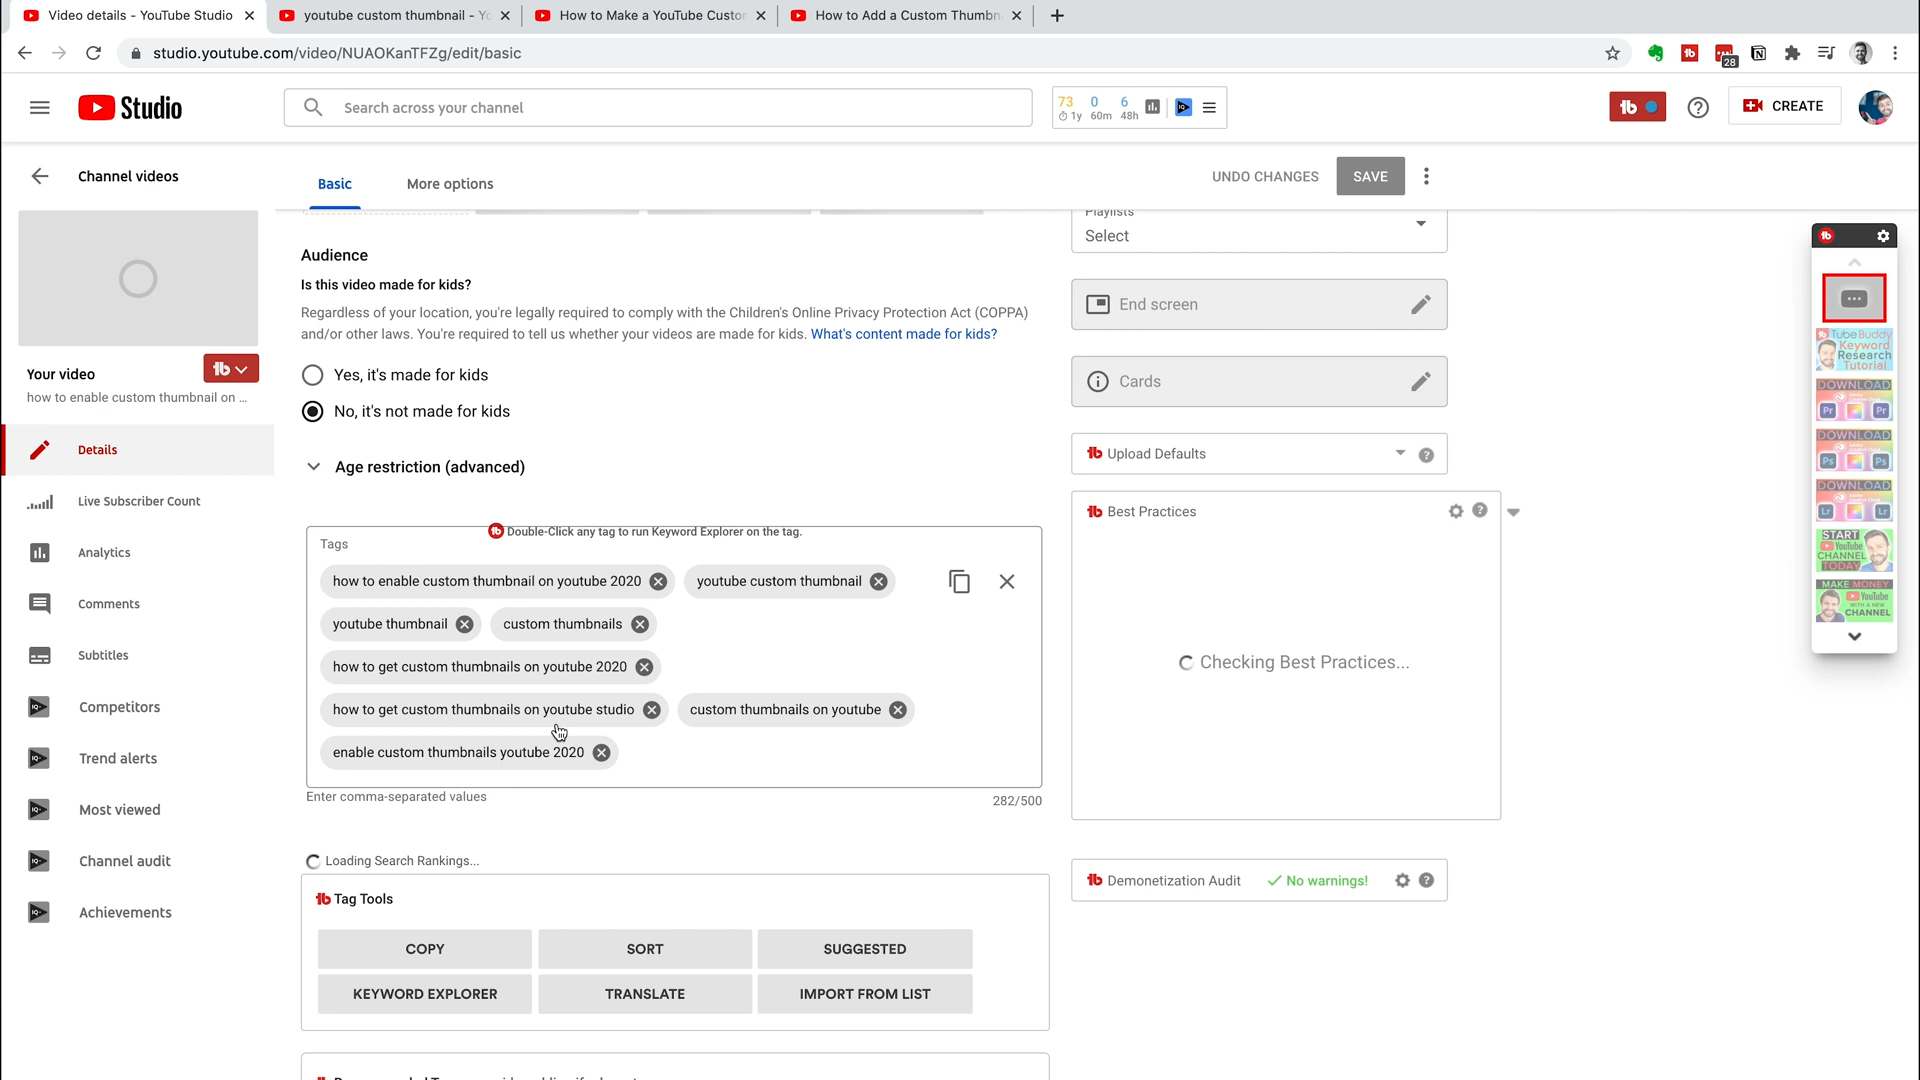 Video details - YouTube Studio
youtube custom thumbnail - Yo
How to Make a YouTube Custom
How to Add a Custom Thumbn
studio.youtube.com/video/NUAOKanTFZg/edit/basic
28
Studio
Search across your channel
73 0 6
1y 60m 48h
CREATE
Channel videos
Basic
More options
UNDO CHANGES
SAVE
Your video
how to enable custom thumbnail on ...
Details
Live Subscriber Count
Analytics
Comments
Subtitles
Competitors
Trend alerts
Most viewed
Channel audit
Achievements
Audience
Is this video made for kids?
Regardless of your location, you're legally required to comply with the Children's Online Privacy Protection Act (COPPA)
and/or other laws. You're required to tell us whether your videos are made for kids. What's content made for kids?
Yes, it's made for kids
No, it's not made for kids
Age restriction (advanced)
Double-Click any tag to run Keyword Explorer on the tag.
Tags
how to enable custom thumbnail on youtube 2020
youtube custom thumbnail
youtube thumbnail
custom thumbnails
how to get custom thumbnails on youtube 2020
how to get custom thumbnails on youtube studio
custom thumbnails on youtube
enable custom thumbnails youtube 2020
Enter comma-separated values
282/500
Loading Search Rankings...
Tag Tools
COPY
SORT
SUGGESTED
KEYWORD EXPLORER
TRANSLATE
IMPORT FROM LIST
Playlists
Select
End screen
Cards
Upload Defaults
Best Practices
Checking Best Practices...
Demonetization Audit
No warnings!
TubeBuddy
Keyword
Research
Tutorial
DOWNLOAD
Pr Pr
DOWNLOAD
Ps Ps
DOWNLOAD
Lr Lr
START
YouTube
CHANNEL
TODAY
MAKE MONEY
YouTube
WITH A NEW
CHANNEL